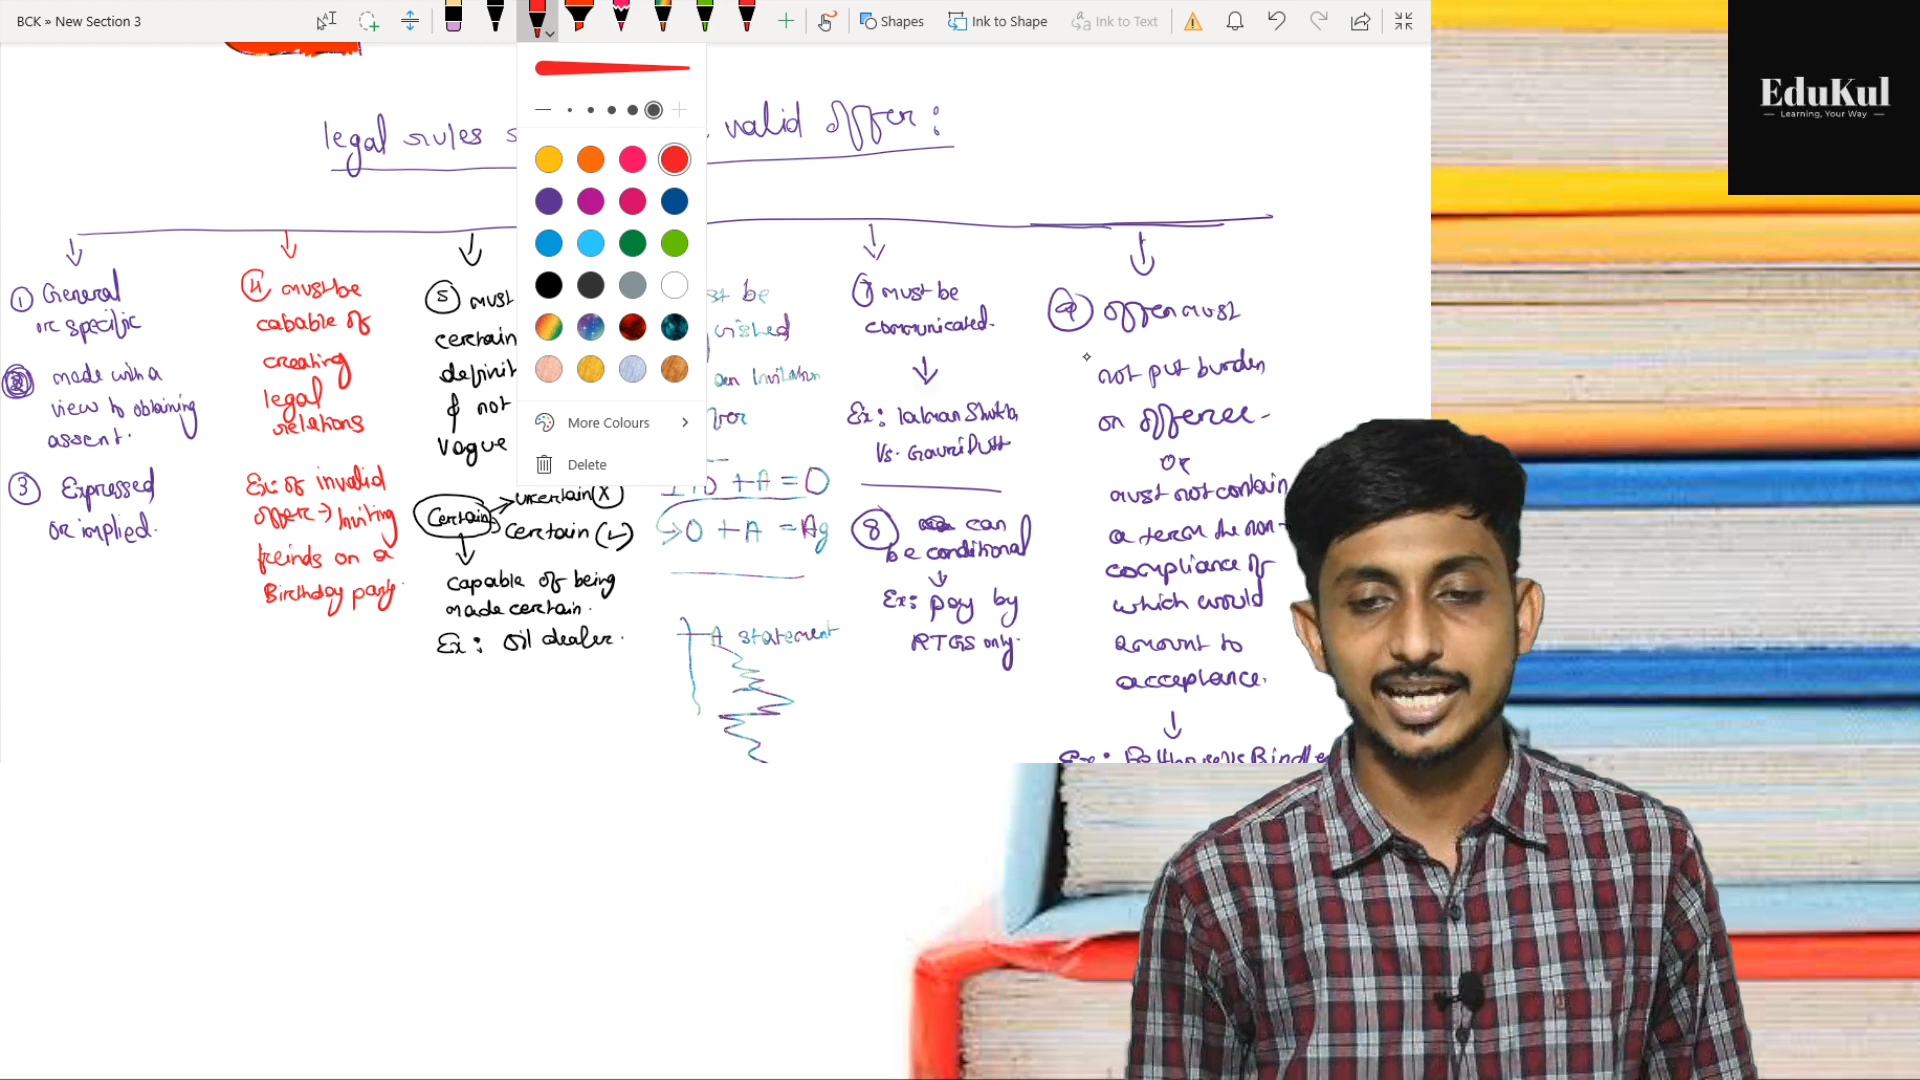 BCK » New Section 3
Shapes
Ink to Shape
Ink to Text
EduKul
Learning, Your Way
legal rules
valid offer:
① General
or specific
② made with a
view to obtaining
assent.
③ Expressed
or implied.
④ must be
cabable of
creating
legal
relations
Ex: of invalid
offer → Inviting
freinds on a
Birthday party.
⑤ must
certain
definit
& not
Vague
Certain
uncertain (X)
certain (✓)
capable of being
made certain.
Ex: Oil dealer.
More Colours
Delete
st be
uished
an Invitation
+ A = O
O + A = Ag
A statement
⑦ must be
communicated.
Ex: lalman Shukla
Vs. Gauri Dutt
⑧ can
be conditional
Ex: pay by
RTGS only.
⑨ offer must
not put burden
on offeree -
OR
must not contain
a term the non-
compliance of
which would
amount to
acceptance.
Ex: